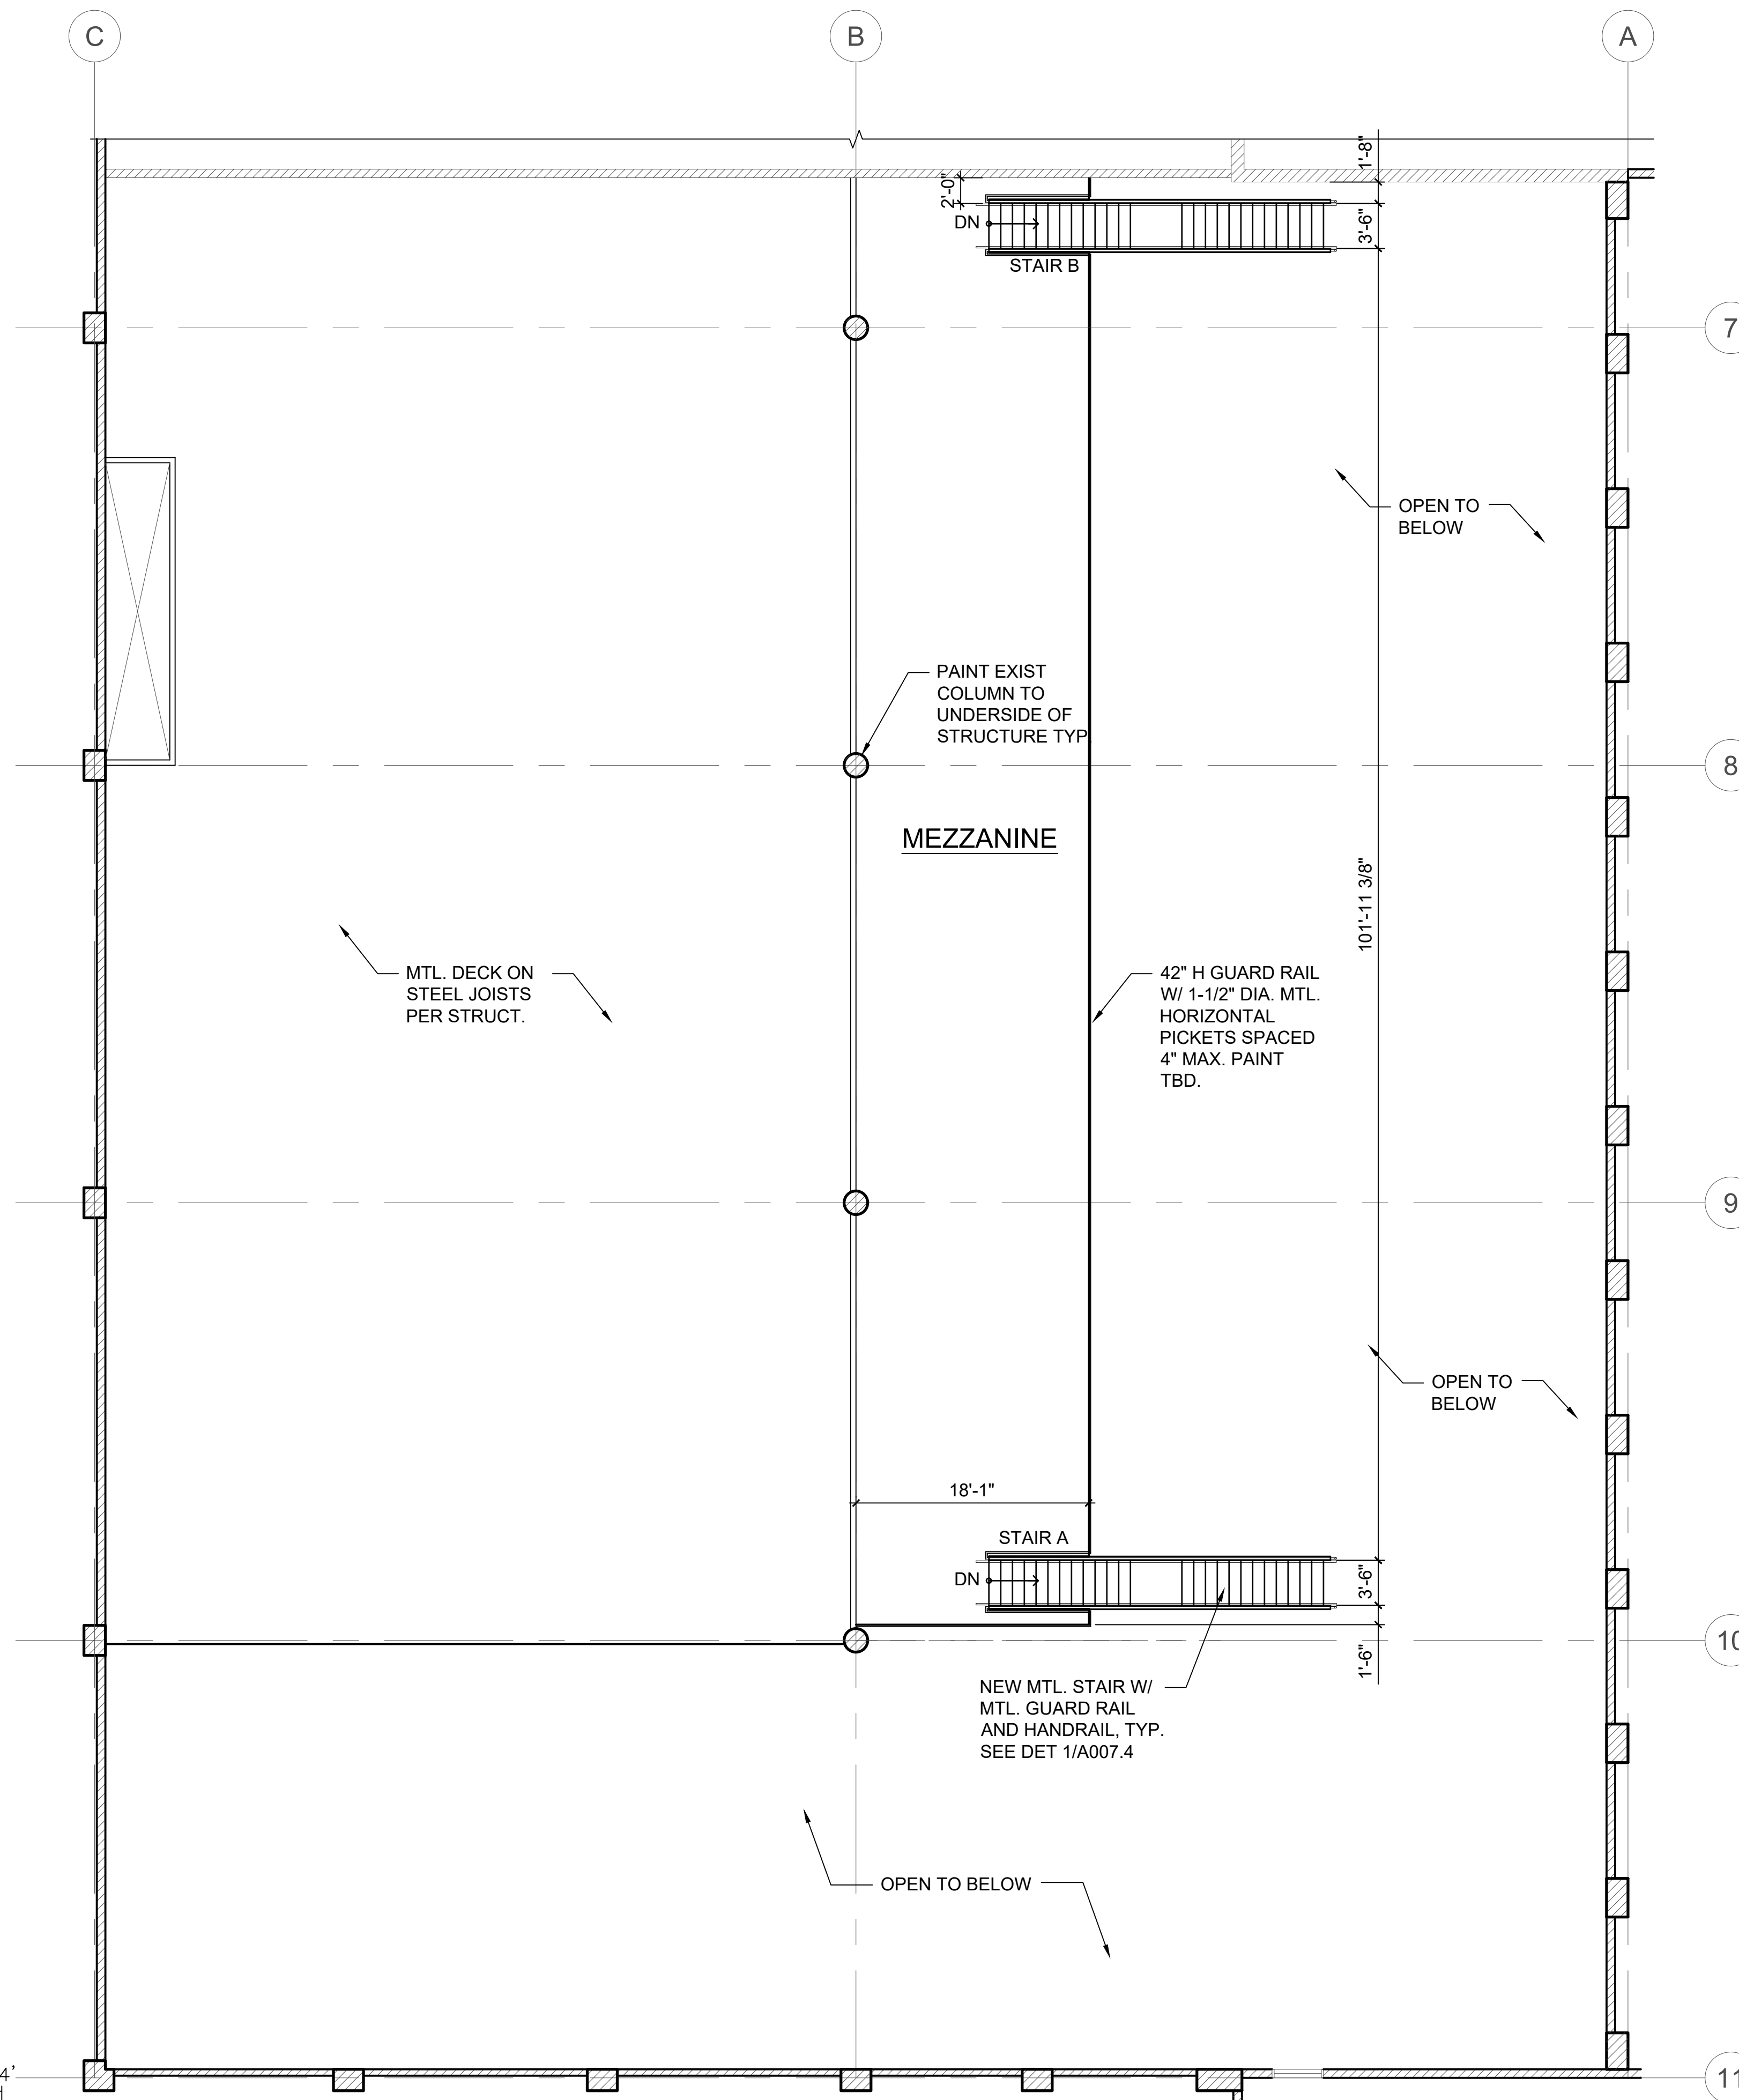 C
B
A
1'-8"
2'-0"
3'-6"
DN
STAIR B
7
OPEN TO
BELOW
PAINT EXIST
COLUMN TO
UNDERSIDE OF
STRUCTURE TYP.
8
MEZZANINE
101'-11 3/8"
MTL. DECK ON
STEEL JOISTS
PER STRUCT.
42" H GUARD RAIL
W/ 1-1/2" DIA. MTL.
HORIZONTAL
PICKETS SPACED
4" MAX. PAINT
TBD.
9
OPEN TO
BELOW
18'-1"
STAIR A
DN
3'-6"
10
1'-6"
NEW MTL. STAIR W/
MTL. GUARD RAIL
AND HANDRAIL, TYP.
SEE DET 1/A007.4
OPEN TO BELOW
4'
11